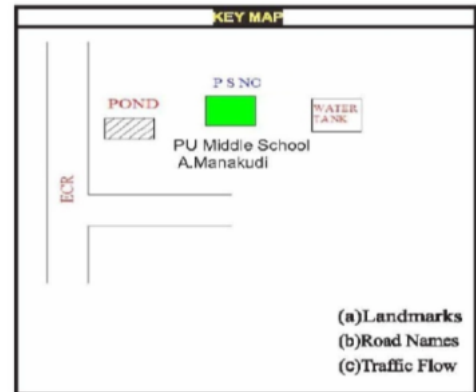 KEY MAP
P S NO
POND
WATER
TANK
PU Middle School
A.Manakudi
ECR
(a)Landmarks
(b)Road Names
(c)Traffic Flow